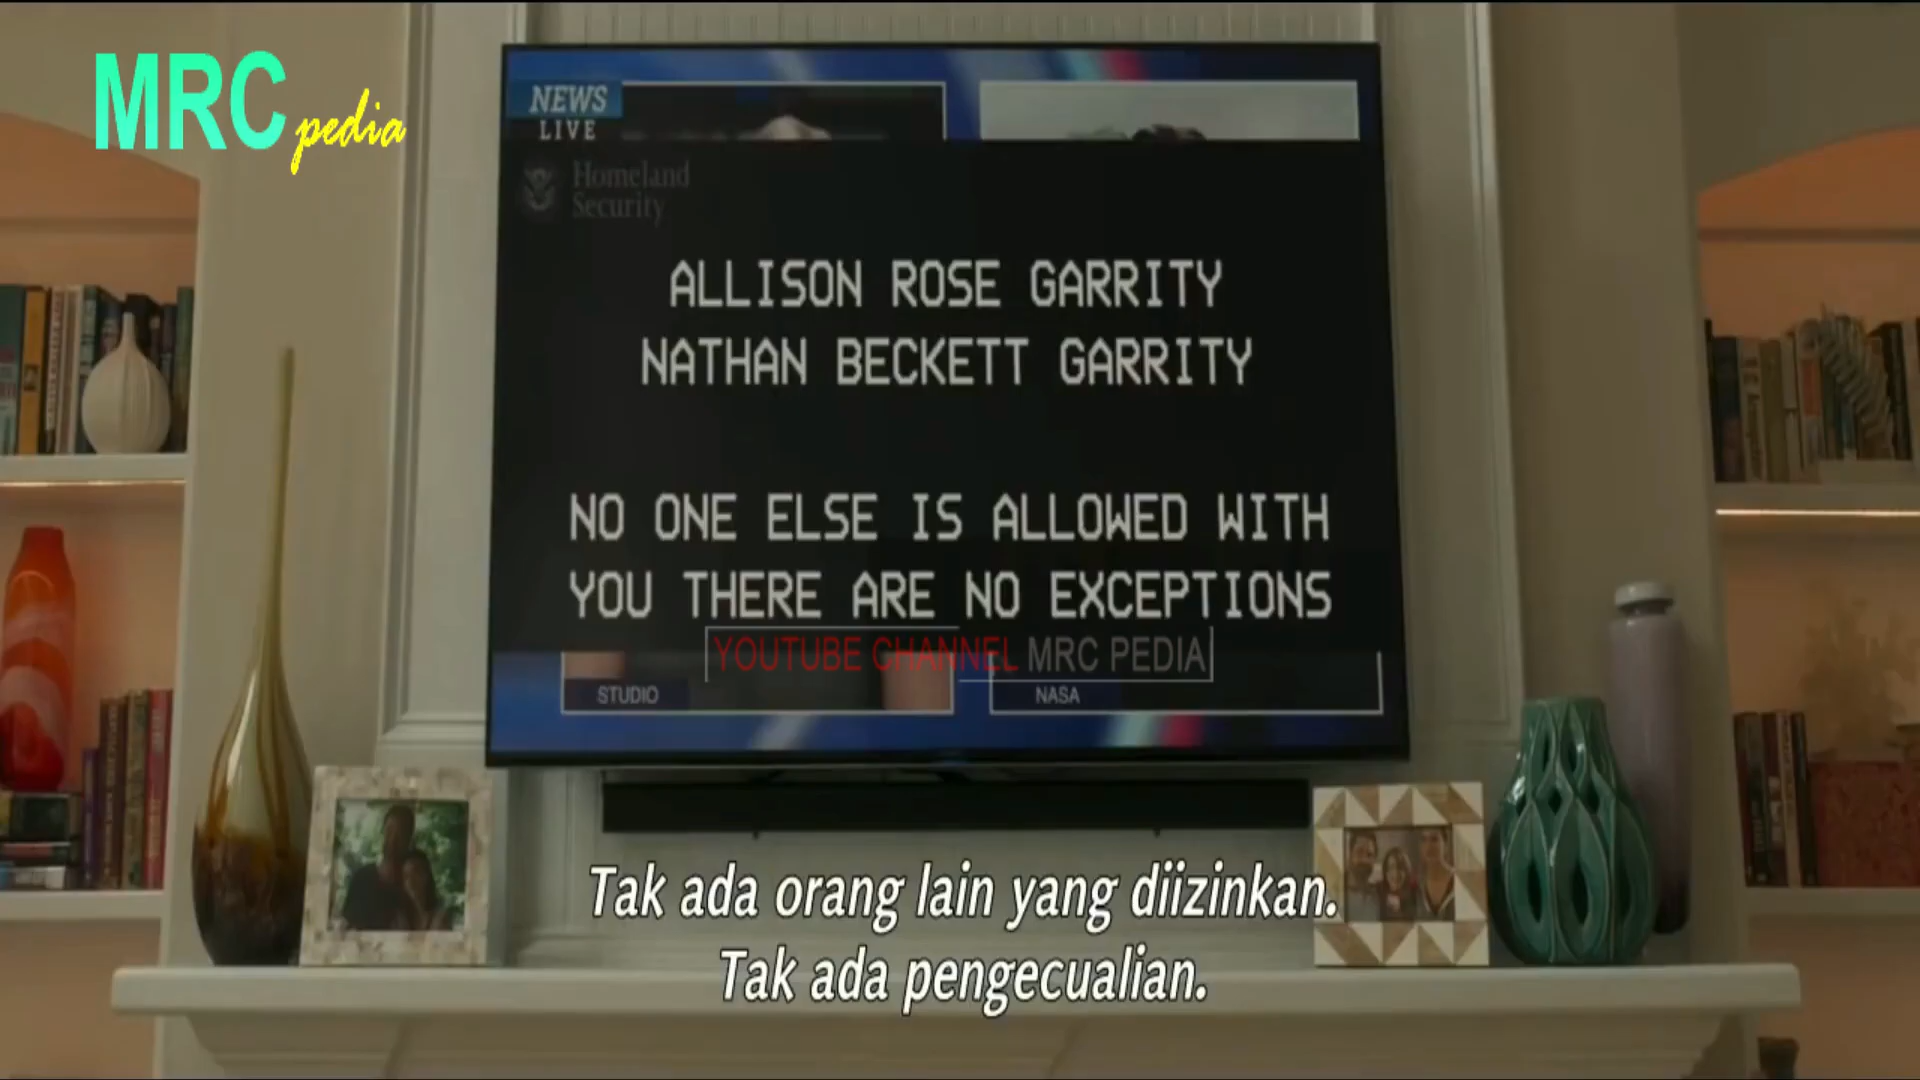 MRC pedia
NEWS
LIVE
Homeland
Security
ALLISON ROSE GARRITY
NATHAN BECKETT GARRITY
NO ONE ELSE IS ALLOWED WITH
YOU THERE ARE NO EXCEPTIONS
YOUTUBE CHANNEL MRC PEDIA
STUDIO
NASA
Tak ada orang lain yang diizinkan.
Tak ada pengecualian.